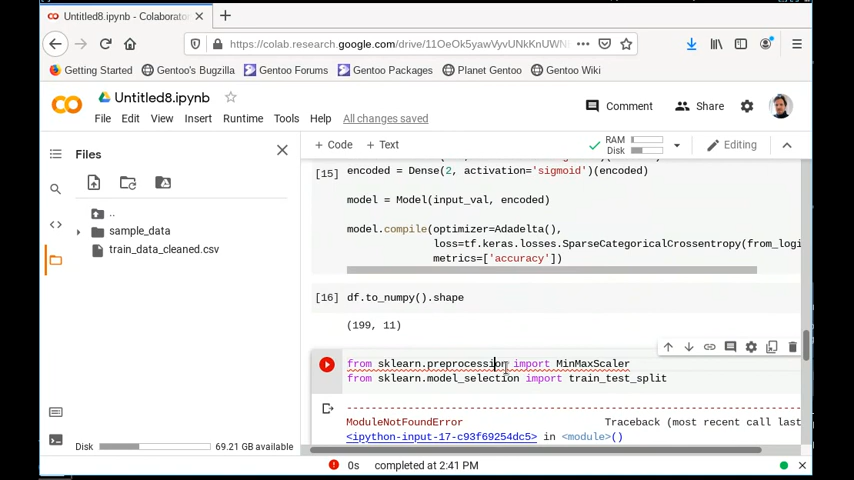 Untitled8.ipynb - Colaborator
https://colab.research.google.com/drive/11OeOk5yawVyvUNkKnUWN
Getting Started Gentoo's Bugzilla Gentoo Forums Gentoo Packages Planet Gentoo Gentoo Wiki
Untitled8.ipynb
Comment Share
File Edit View Insert Runtime Tools Help All changes saved
+ Code + Text RAM Disk Editing
Files
..
sample_data
train_data_cleaned.csv
[15] encoded = Dense(2, activation='sigmoid')(encoded)
model = Model(input_val, encoded)
model.compile(optimizer=Adadelta(),
loss=tf.keras.losses.SparseCategoricalCrossentropy(from_logi
metrics=['accuracy'])
[16] df.to_numpy().shape
(199, 11)
from sklearn.preprocession import MinMaxScaler
from sklearn.model_selection import train_test_split
ModuleNotFoundError Traceback (most recent call last
<ipython-input-17-c93f69254dc5> in <module>()
Disk 69.21 GB available
0s completed at 2:41 PM